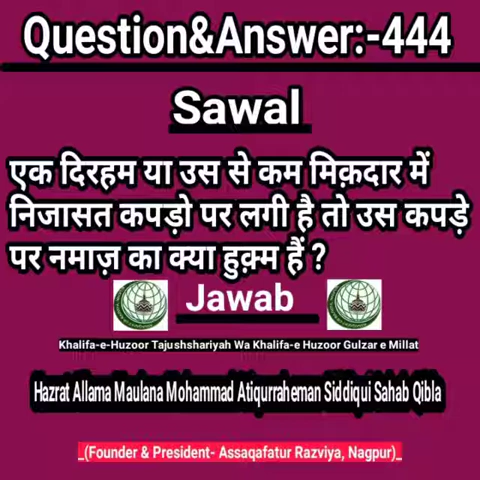 Question&Answer:-444
Sawal
एक दिरहम या उस से कम मिक़दार में
निजासत कपड़ो पर लगी है तो उस कपड़े
पर नमाज़ का क्या हुक़्म हैं ?
Jawab
Khalifa-e-Huzoor Tajushshariyah Wa Khalifa-e Huzoor Gulzar e Millat
Hazrat Allama Maulana Mohammad Atiqurraheman Siddiqui Sahab Qibla
_(Founder & President- Assaqafatur Razviya, Nagpur)_